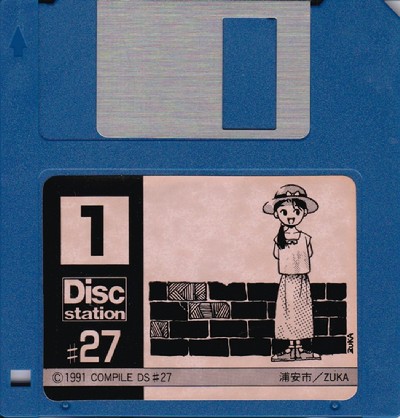 1
Disc
station
#27
ZUKA
© 1991 COMPILE DS #27
浦安市/ZUKA